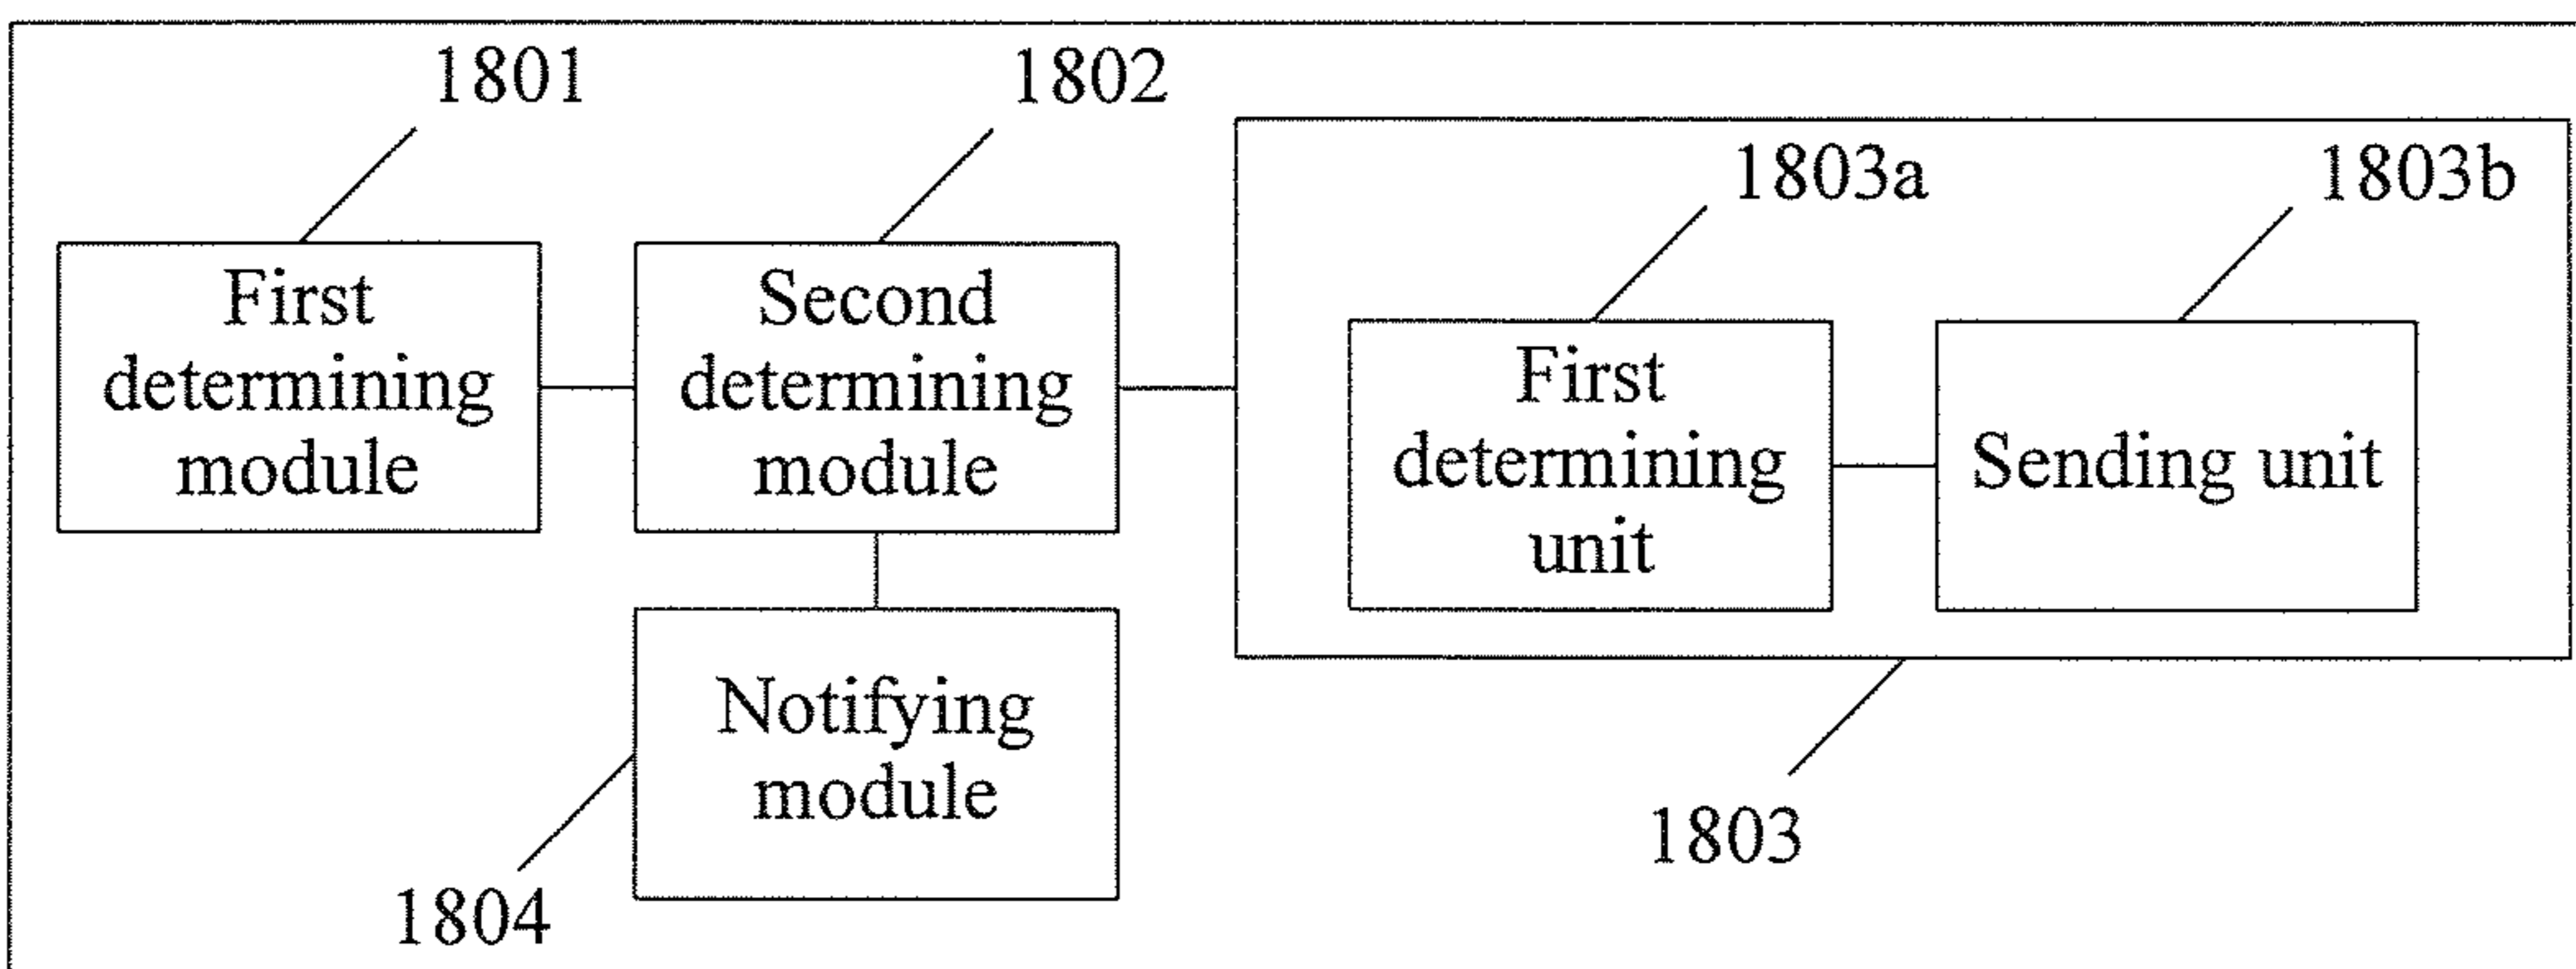 1801
1802
1803a
1803b
First
determining
module
Second
determining
module
First
determining
unit
Sending unit
Notifying
module
1803
1804